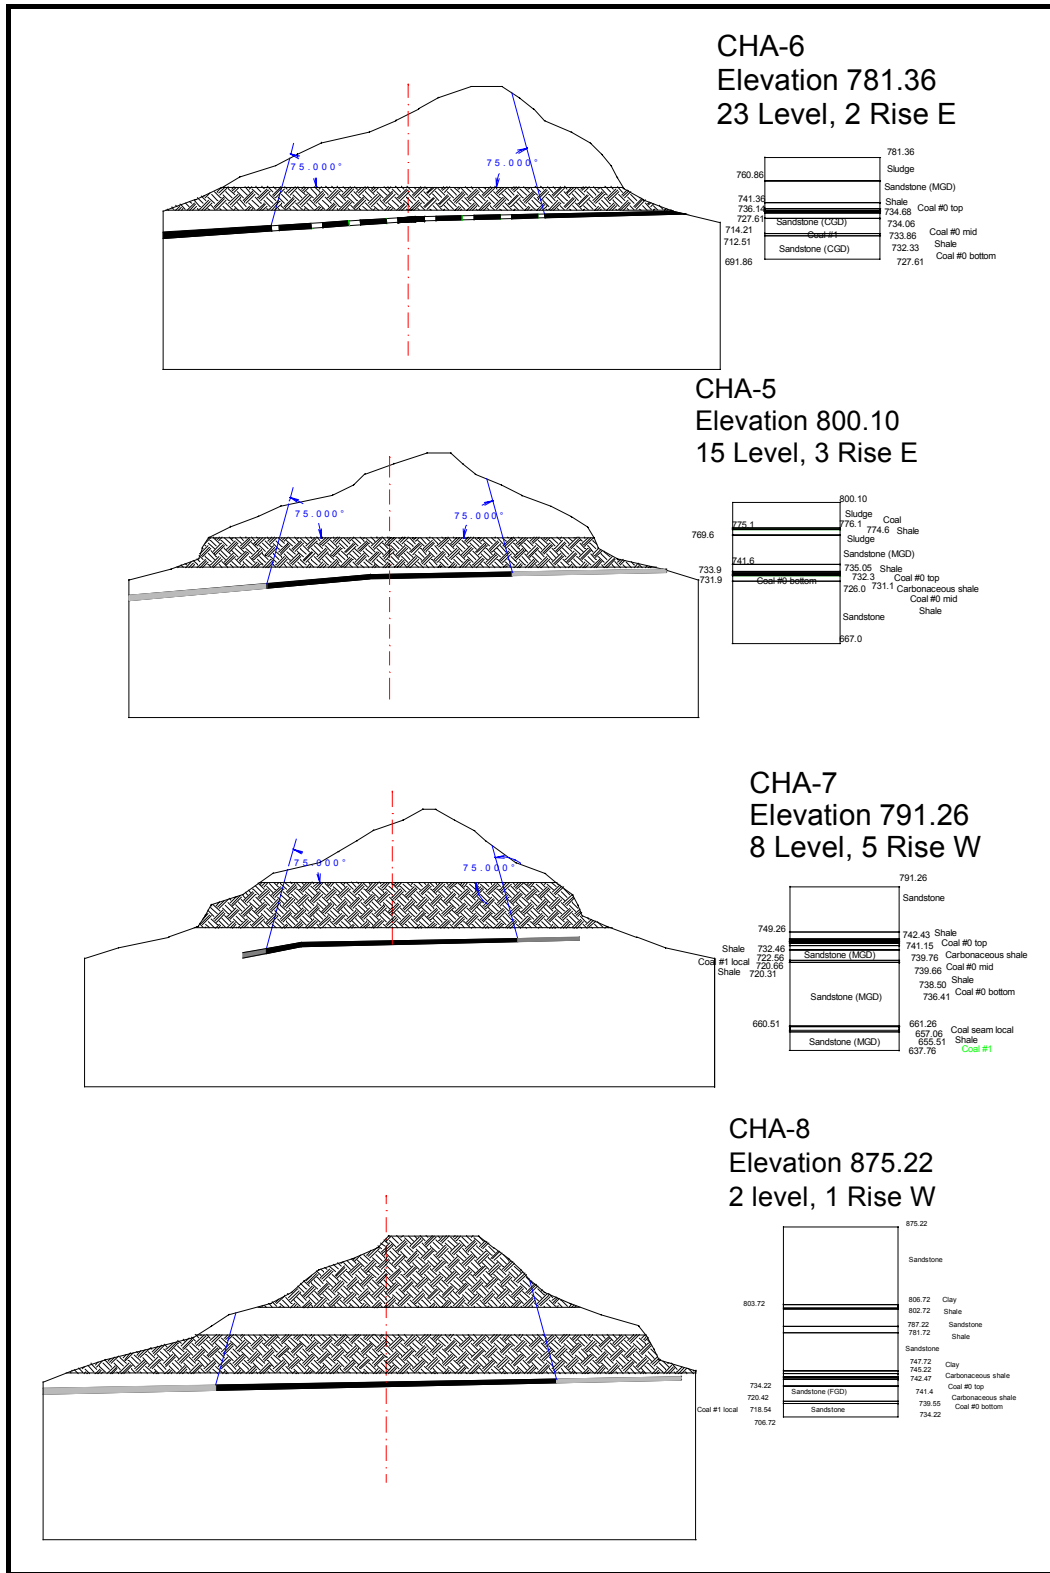 CHA-6
Elevation 781.36
23 Level, 2 Rise E
75.000°
75.000°
781.36
Sludge
760.86
Sandstone (MGD)
741.36
Shale
736.14
Coal #0 top
734.68
727.61
Sandstone (CGD)
734.06
714.21
Coal #1
733.86
Coal #0 mid
712.51
Sandstone (CGD)
732.33
Shale
691.86
727.61
Coal #0 bottom
CHA-5
Elevation 800.10
15 Level, 3 Rise E
75.000°
75.000°
800.10
Sludge
775.1
776.1
Coal
769.6
774.6
Shale
Sludge
Sandstone (MGD)
741.6
733.9
735.05
Shale
731.9
Coal #0 bottom
732.3
Coal #0 top
726.0
731.1
Carbonaceous shale
Coal #0 mid
Shale
Sandstone
667.0
CHA-7
Elevation 791.26
8 Level, 5 Rise W
75.000°
75.000°
791.26
Sandstone
749.26
742.43
Shale
Shale
732.46
741.15
Coal #0 top
Coal #1 local
722.56
Sandstone (MGD)
739.76
Carbonaceous shale
Shale
720.66
739.66
Coal #0 mid
720.31
738.50
Shale
Sandstone (MGD)
736.41
Coal #0 bottom
660.51
661.26
Coal seam local
657.06
Sandstone (MGD)
655.51
Shale
637.76
Coal #1
CHA-8
Elevation 875.22
2 level, 1 Rise W
875.22
Sandstone
803.72
806.72
Clay
802.72
Shale
787.22
Sandstone
781.72
Shale
Sandstone
747.72
Clay
745.22
Carbonaceous shale
742.47
Coal #0 top
734.22
Sandstone (FGD)
741.4
Carbonaceous shale
720.42
739.55
Coal #0 bottom
Coal #1 local
718.54
Sandstone
734.22
706.72